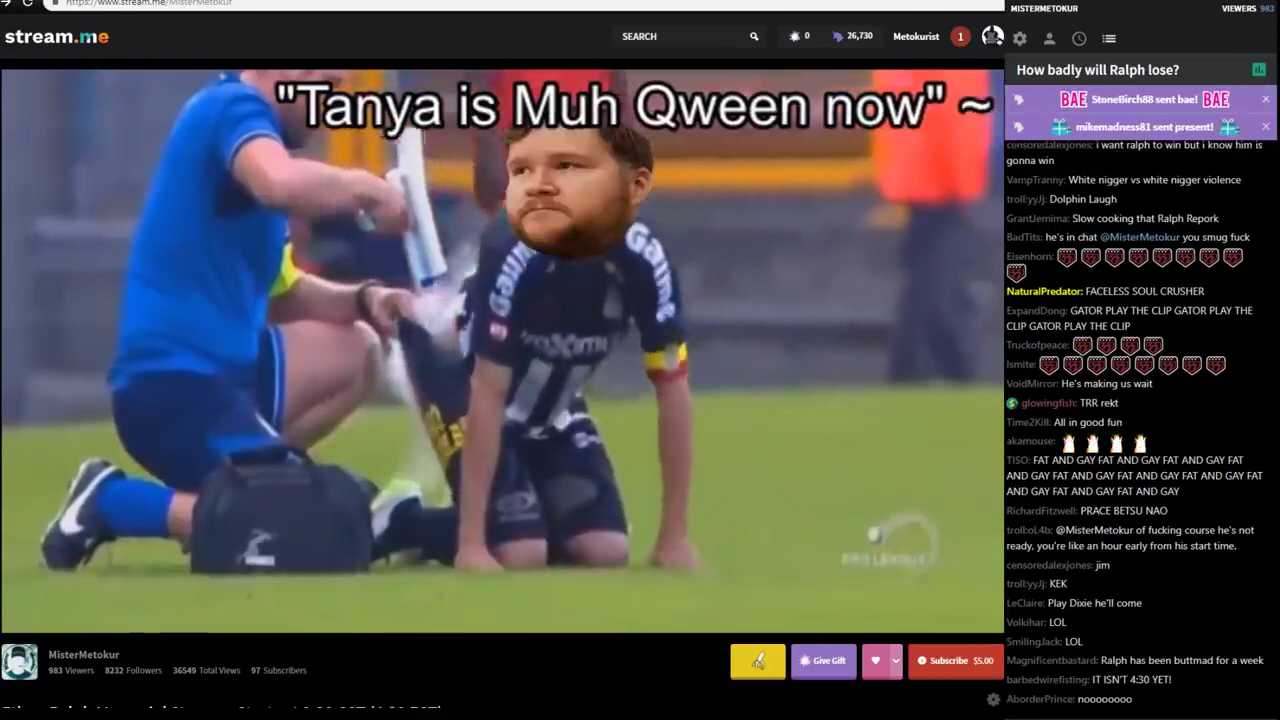 https://www.stream.me/MisterMetokur
MISTERMETOKUR
VIEWERS 983
stream.me
SEARCH
0
26,730
Metokurist
1
How badly will Ralph lose?
BAE StoneBirch88 sent bae! BAE
mikemadness81 sent present!
"Tanya is Muh Qween now" ~
censoredalexjones: i want ralph to win but i know him is
gonna win
VampTranny: White nigger vs white nigger violence
troll:yyJj: Dolphin Laugh
GrantJemima: Slow cooking that Ralph Repork
BadTits: he's in chat @MisterMetokur you smug fuck
Eisenhorn:
NaturalPredator: FACELESS SOUL CRUSHER
ExpandDong: GATOR PLAY THE CLIP GATOR PLAY THE
CLIP GATOR PLAY THE CLIP
Truckofpeace:
Ismite:
VoidMirror: He's making us wait
glowingfish: TRR rekt
Time2Kill: All in good fun
akamouse:
TISO: FAT AND GAY FAT AND GAY FAT AND GAY FAT
AND GAY FAT AND GAY FAT AND GAY FAT AND GAY FAT
AND GAY FAT AND GAY FAT AND GAY
RichardFitzwell: PRACE BETSU NAO
troll:oL4b: @MisterMetokur of fucking course he's not
ready, you're like an hour early from his start time.
censoredalexjones: jim
troll:yyJj: KEK
LeClaire: Play Dixie he'll come
Volkihar: LOL
SmilingJack: LOL
Magnificentbastard: Ralph has been buttmad for a week
barbedwirefisting: IT ISN'T 4:30 YET!
AborderPrince: nooooooooo
PRO LEAGUE
MisterMetokur
983 Viewers 8232 Followers 36549 Total Views 97 Subscribers
Give Gift
Subscribe $5.00